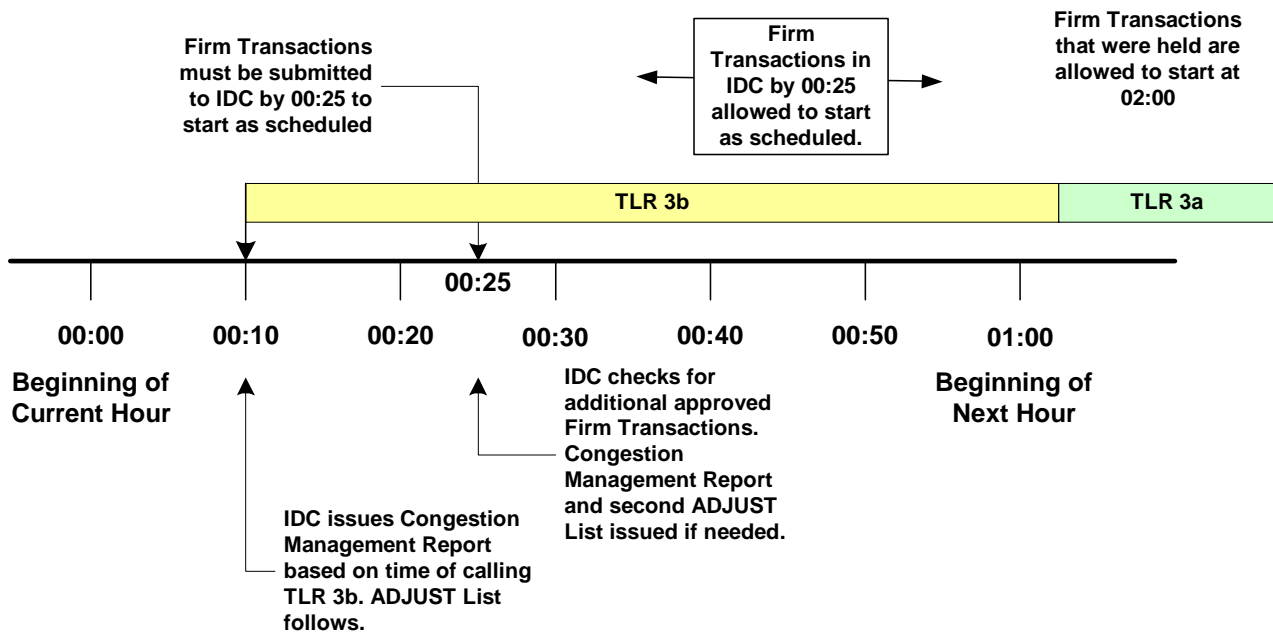 Firm Transactions
must be submitted
to IDC by 00:25 to
start as scheduled
Firm
Transactions in
IDC by 00:25
allowed to start
as scheduled.
Firm Transactions
that were held are
allowed to start at
02:00
TLR 3b
TLR 3a
00:25
00:00
00:10
00:20
00:30
00:40
00:50
01:00
Beginning of
Current Hour
IDC checks for
additional approved
Firm Transactions.
Congestion
Management Report
and second ADJUST
List issued if needed.
Beginning of
Next Hour
IDC issues Congestion
Management Report
based on time of calling
TLR 3b. ADJUST List
follows.